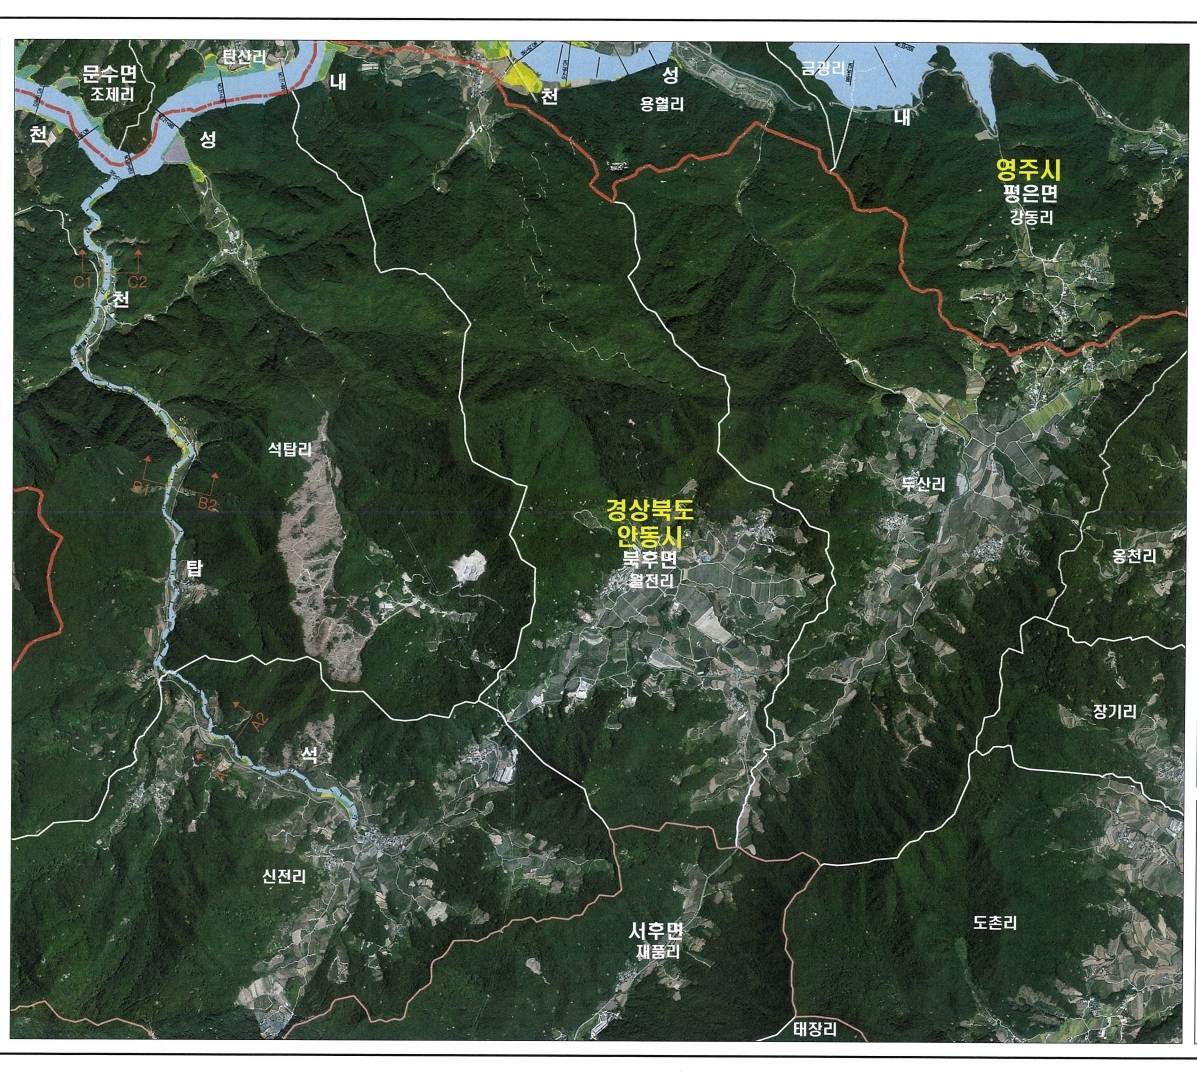 탄산리
문수면
조제리
내
성
천
용혈리
금광리
내
천
성
영주시
평은면
강동리
C1
C2
천
석탑리
두산리
B2
경상북도
안동시
북후면
월전리
옹천리
탑
장기리
A2
석
신전리
도촌리
서후면
재품리
태장리